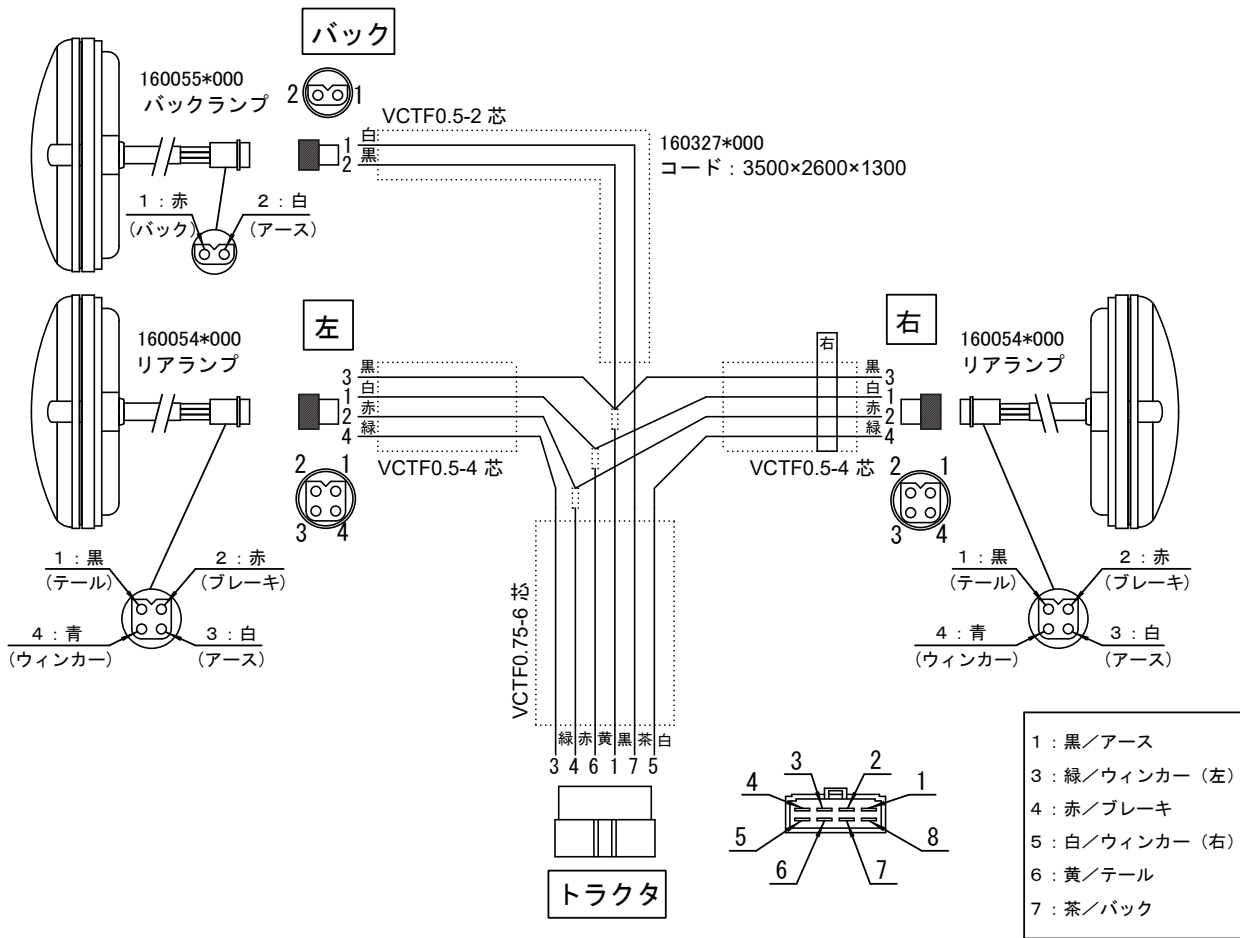 バック
160055*000
バックランプ
2 1
VCTF0.5-2 芯
1 白
2 黒
160327*000
コード：3500×2600×1300
1：赤
(バック)
2：白
(アース)
左
160054*000
リアランプ
3 黒
1 白
2 赤
4 緑
VCTF0.5-4 芯
2 1
3 4
1：黒
(テール)
2：赤
(ブレーキ)
4：青
(ウィンカー)
3：白
(アース)
右
160054*000
リアランプ
右
黒 3
白 1
赤 2
緑 4
VCTF0.5-4 芯
2 1
3 4
1：黒
(テール)
2：赤
(ブレーキ)
4：青
(ウィンカー)
3：白
(アース)
VCTF0.75-6 芯
緑 赤 黄 黒 茶 白
3 4 6 1 7 5
トラクタ
4 3 2 1
5 6 7 8
1：黒／アース
3：緑／ウィンカー（左）
4：赤／ブレーキ
5：白／ウィンカー（右）
6：黄／テール
7：茶／バック